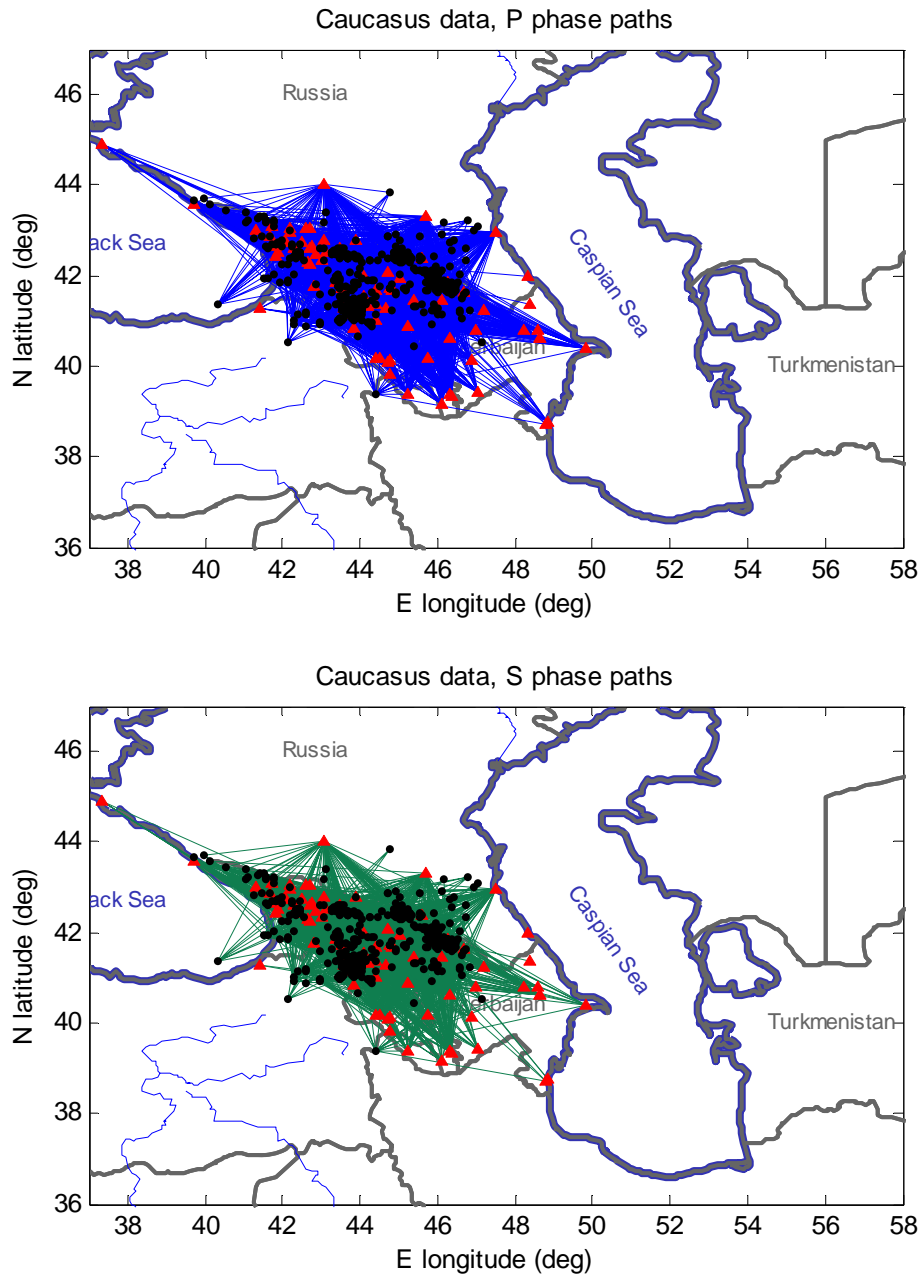 Caucasus data, P phase paths
46
44
42
40
38
36
N latitude (deg)
Russia
ack Sea
Caspian Sea
erbaijan
Turkmenistan
38 40 42 44 46 48 50 52 54 56 58
E longitude (deg)
Caucasus data, S phase paths
46
44
42
40
38
36
N latitude (deg)
Russia
ack Sea
Caspian Sea
erbaijan
Turkmenistan
38 40 42 44 46 48 50 52 54 56 58
E longitude (deg)